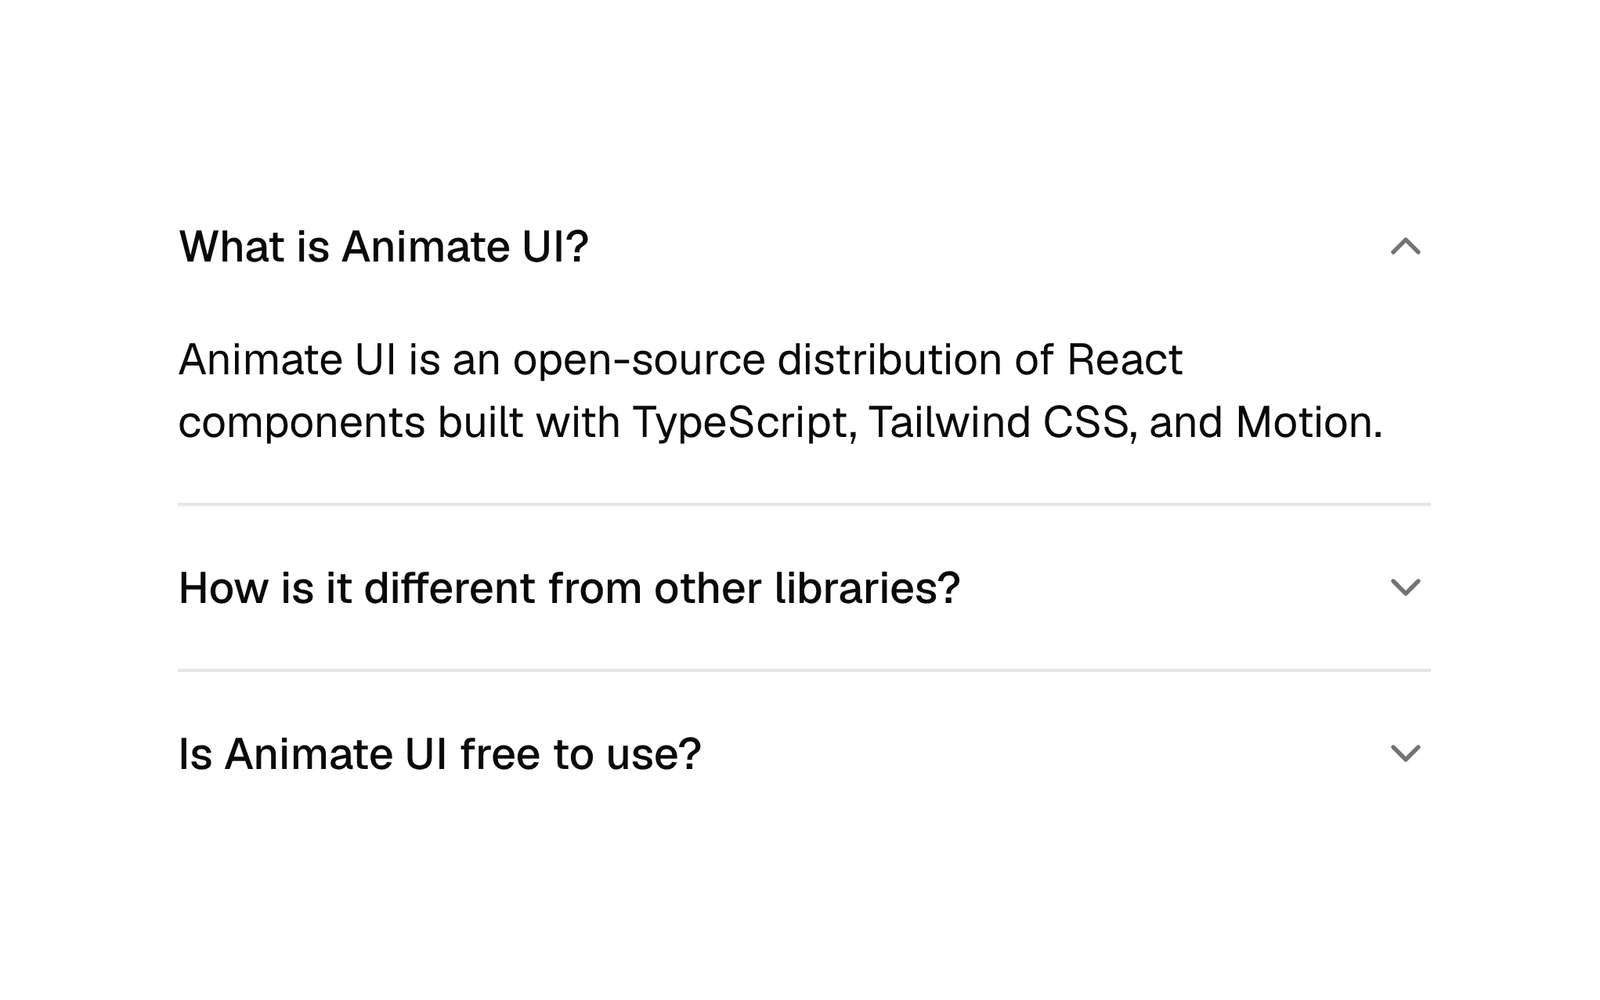 What is Animate UI?
Animate UI is an open-source distribution of React
components built with TypeScript, Tailwind CSS, and Motion.
How is it different from other libraries?
Is Animate UI free to use?